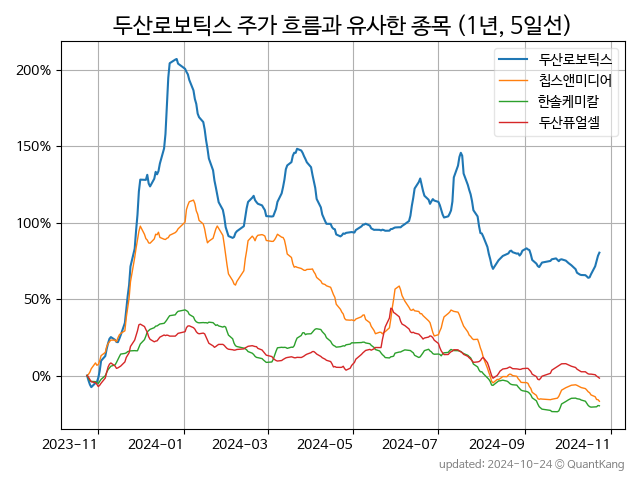 두산로보틱스 주가 흐름과 유사한 종목 (1년, 5일선)
두산로보틱스
칩스앤미디어
한솔케미칼
두산퓨얼셀
200%
150%
100%
50%
0%
2023-11 2024-01 2024-03 2024-05 2024-07 2024-09 2024-11
updated: 2024-10-24 © QuantKang